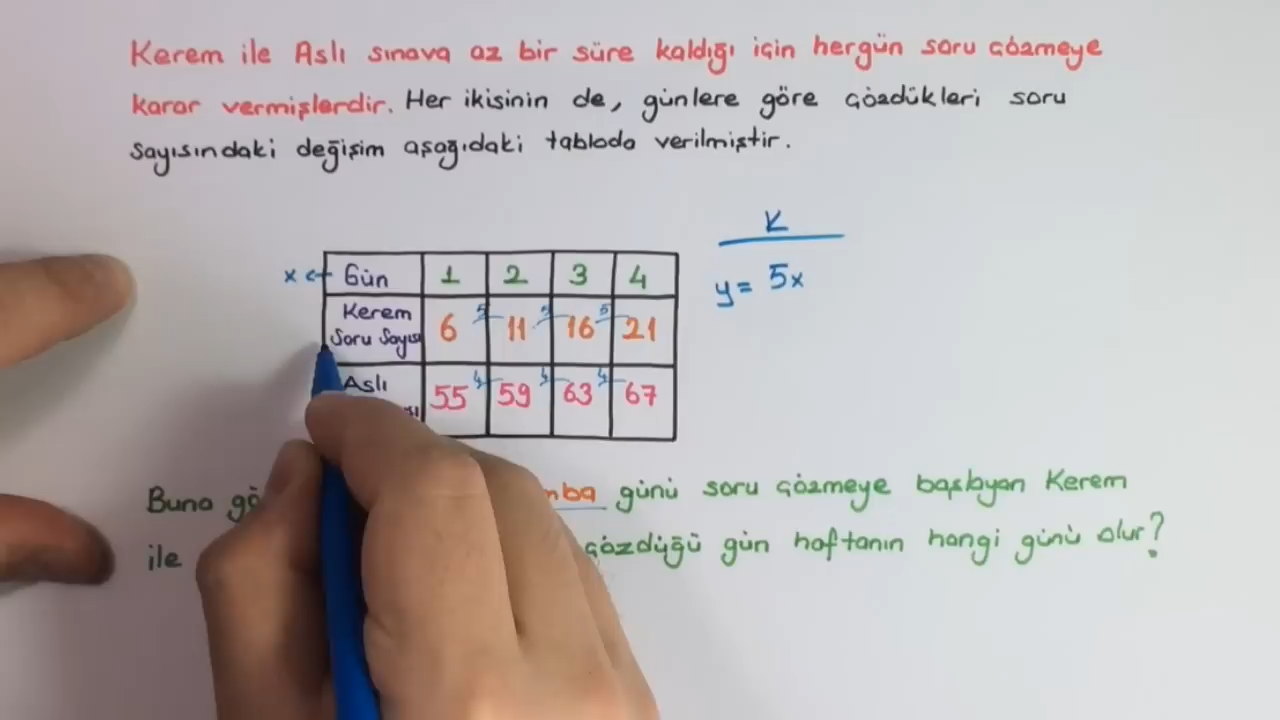 Kerem ile Aslı sınava az bir süre kaldığı için hergün soru çözmeye
karar vermişlerdir. Her ikisinin de, günlere göre çözdükleri soru
sayısındaki değişim aşağıdaki tabloda verilmiştir.
K
y = 5x
x ← Gün 1 2 3 4
Kerem Soru Sayısı 6 11 16 21
5 5 5
Aslı 55 59 63 67
4 4 4
Buna günü soru çözmeye başlayan Kerem
ile çözdüğü gün haftanın hangi günü olur?